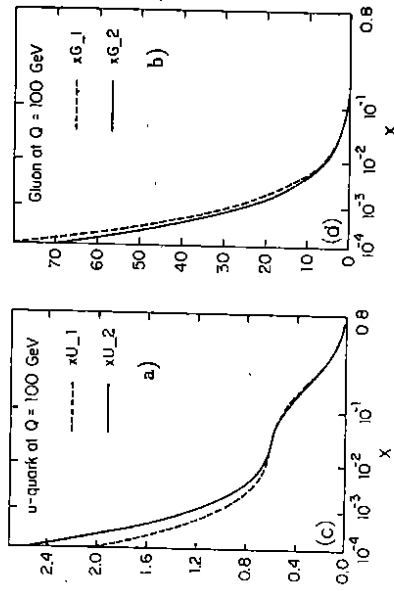 u-quark at Q = 100 GeV
xU_1
xU_2
a)
2.4
2.0
1.6
1.2
0.8
0.4
0.0
(c)
10-4
10-3
10-2
10-1
0.8
X
Gluon at Q = 100 GeV
xG_1
xG_2
b)
70
60
50
40
30
20
10
0
(d)
10-4
10-3
10-2
10-1
0.8
X